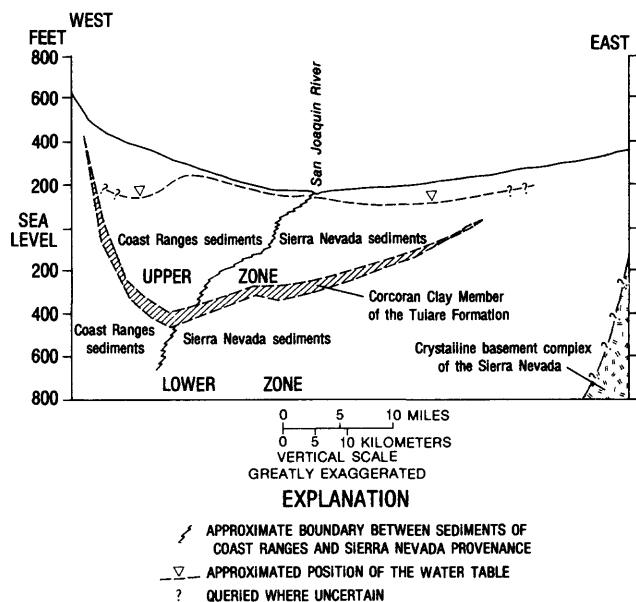 WEST
FEET
EAST
800
600
400
200
SEA
LEVEL
200
400
600
800
San Joaquin River
? ?
? ?
Coast Ranges sediments
Sierra Nevada sediments
UPPER ZONE
Corcoran Clay Member
of the Tulare Formation
Coast Ranges
sediments
Sierra Nevada sediments
Crystalline basement complex
of the Sierra Nevada
?
?
?
LOWER ZONE
0 5 10 MILES
0 5 10 KILOMETERS
VERTICAL SCALE
GREATLY EXAGGERATED
EXPLANATION
APPROXIMATE BOUNDARY BETWEEN SEDIMENTS OF
COAST RANGES AND SIERRA NEVADA PROVENANCE
APPROXIMATED POSITION OF THE WATER TABLE
? QUERIED WHERE UNCERTAIN